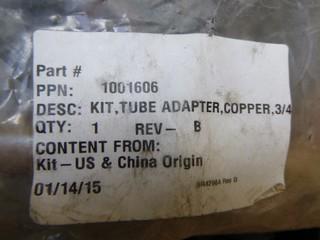 Part #
PPN: 1001606
DESC: KIT,TUBE ADAPTER,COPPER,3/4
QTY: 1 REV- B
CONTENT FROM:
Kit-US & China Origin
01/14/15
Rev D